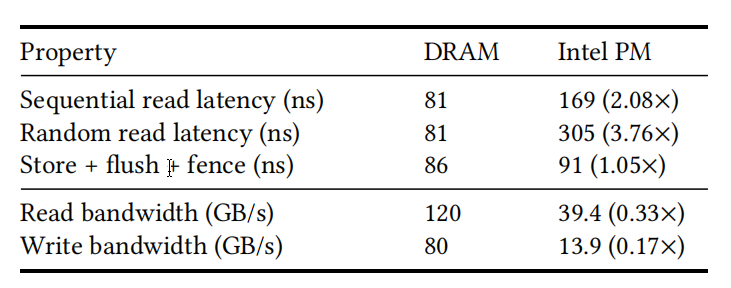 Property DRAM Intel PM
Sequential read latency (ns) 81 169 (2.08×)
Random read latency (ns) 81 305 (3.76×)
Store + flush + fence (ns) 86 91 (1.05×)
Read bandwidth (GB/s) 120 39.4 (0.33×)
Write bandwidth (GB/s) 80 13.9 (0.17×)